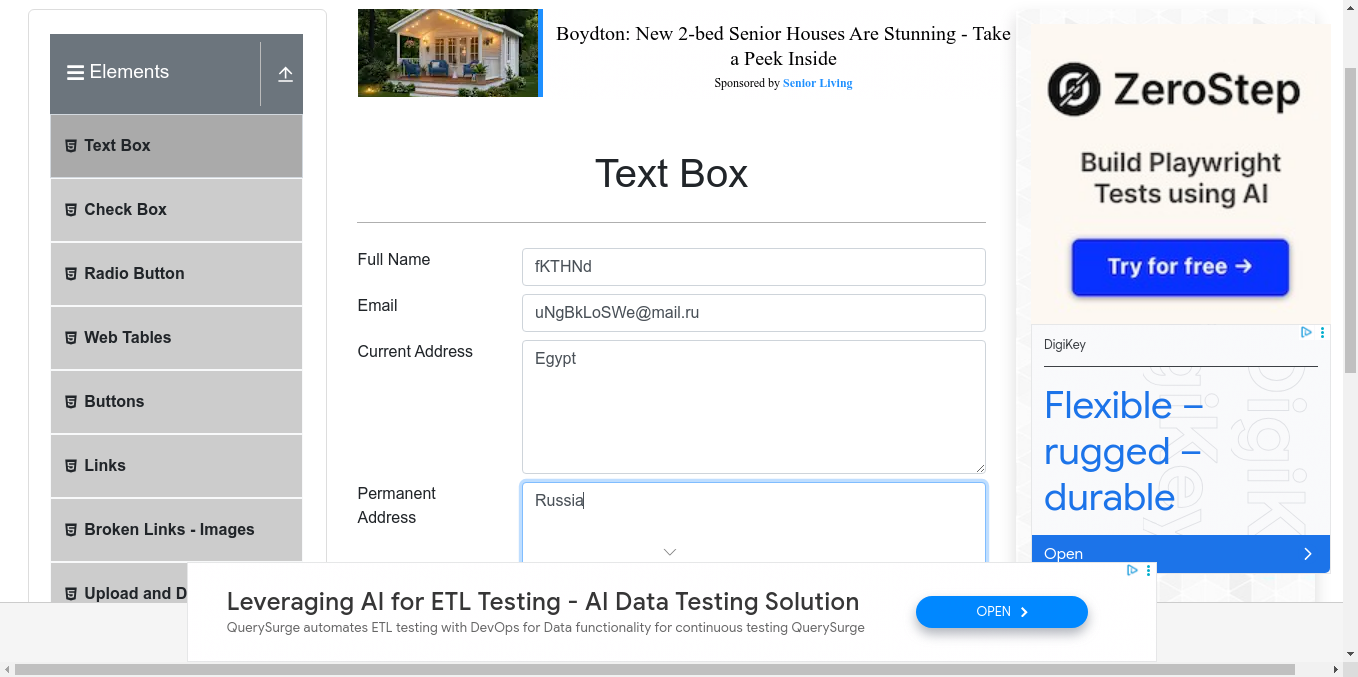 Elements
Text Box
Check Box
Radio Button
Web Tables
Buttons
Links
Broken Links - Images
Upload and D
Boydton: New 2-bed Senior Houses Are Stunning - Take
a Peek Inside
Sponsored by Senior Living
Text Box
Full Name
fKTHNd
Email
uNgBkLoSWe@mail.ru
Current Address
Egypt
Permanent
Address
Russia
ZeroStep
Build Playwright
Tests using AI
Try for free →
DigiKey
Flexible –
rugged –
durable
Open
Leveraging AI for ETL Testing - AI Data Testing Solution
QuerySurge automates ETL testing with DevOps for Data functionality for continuous testing QuerySurge
OPEN